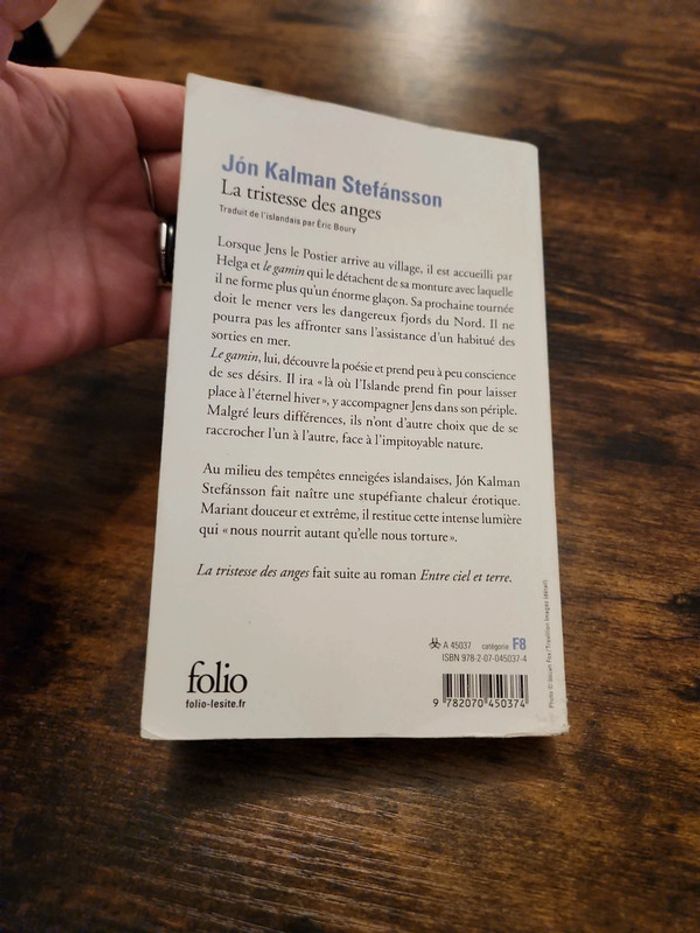 Jón Kalman Stefánsson
La tristesse des anges
Traduit de l'islandais par Éric Boury
Lorsque Jens le Postier arrive au village, il est accueilli par
Helga et le gamin qui le détachent de sa monture avec laquelle
il ne forme plus qu'un énorme glaçon. Sa prochaine tournée
doit le mener vers les dangereux fjords du Nord. Il ne
pourra pas les affronter sans l'assistance d'un habitué des
sorties en mer.
Le gamin, lui, découvre la poésie et prend peu à peu conscience
de ses désirs. Il ira « là où l'Islande prend fin pour laisser
place à l'éternel hiver », y accompagner Jens dans son périple.
Malgré leurs différences, ils n'ont d'autre choix que de se
raccrocher l'un à l'autre, face à l'impitoyable nature.
Au milieu des tempêtes enneigées islandaises, Jón Kalman
Stefánsson fait naître une stupéfiante chaleur érotique.
Mariant douceur et extrême, il restitue cette intense lumière
qui « nous nourrit autant qu'elle nous torture ».
La tristesse des anges fait suite au roman Entre ciel et terre.
folio
folio-lesite.fr
A 45037 catégorie F8
ISBN 978-2-07-045037-4
9 782070 450374
Photo © Vegan Fox / Trevillion Images (détail).